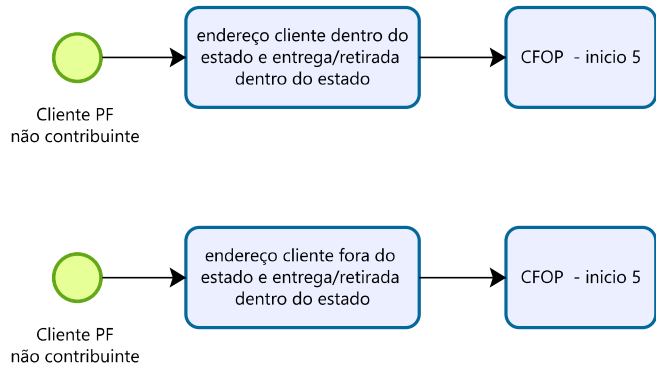 endereço cliente dentro do
estado e entrega/retirada
dentro do estado
CFOP - inicio 5
Cliente PF
não contribuinte
endereço cliente fora do
estado e entrega/retirada
dentro do estado
CFOP - inicio 5
Cliente PF
não contribuinte